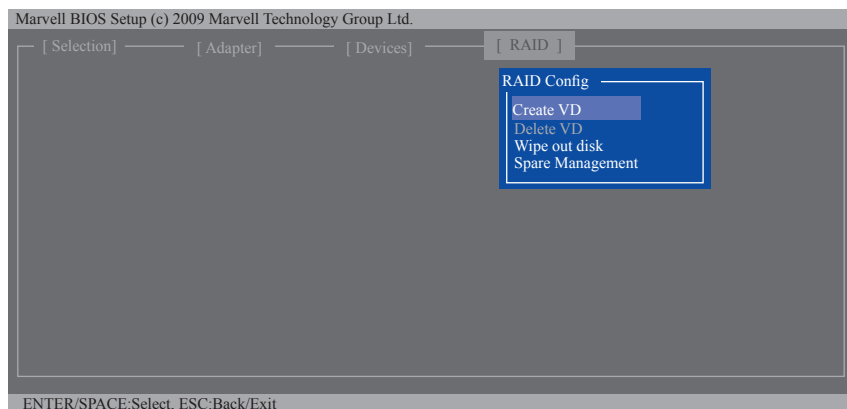 Marvell BIOS Setup (c) 2009 Marvell Technology Group Ltd.
[ Selection] [ Adapter] [ Devices] [ RAID ]
RAID Config
Create VD
Delete VD
Wipe out disk
Spare Management
ENTER/SPACE:Select, ESC:Back/Exit